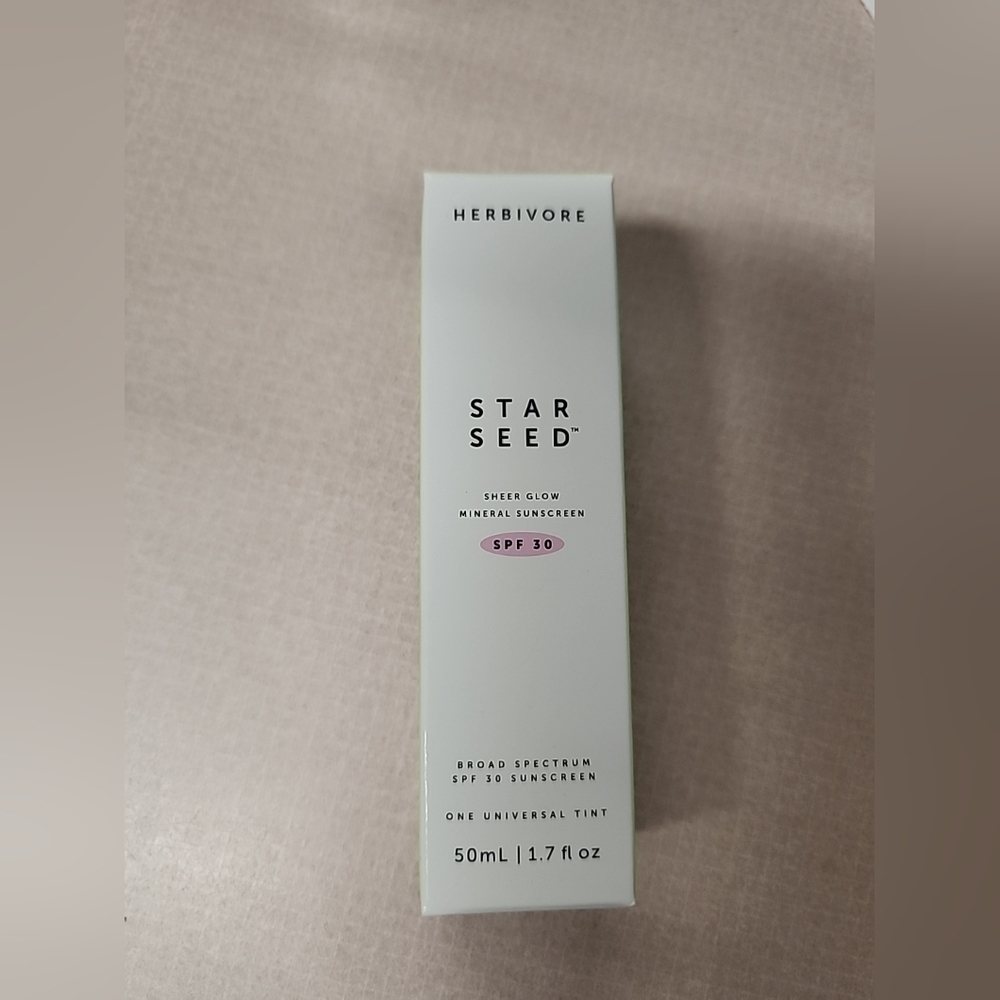 HERBIVORE
STAR
SEED™
SHEER GLOW
MINERAL SUNSCREEN
SPF 30
BROAD SPECTRUM
SPF 30 SUNSCREEN
ONE UNIVERSAL TINT
50mL | 1.7 fl oz